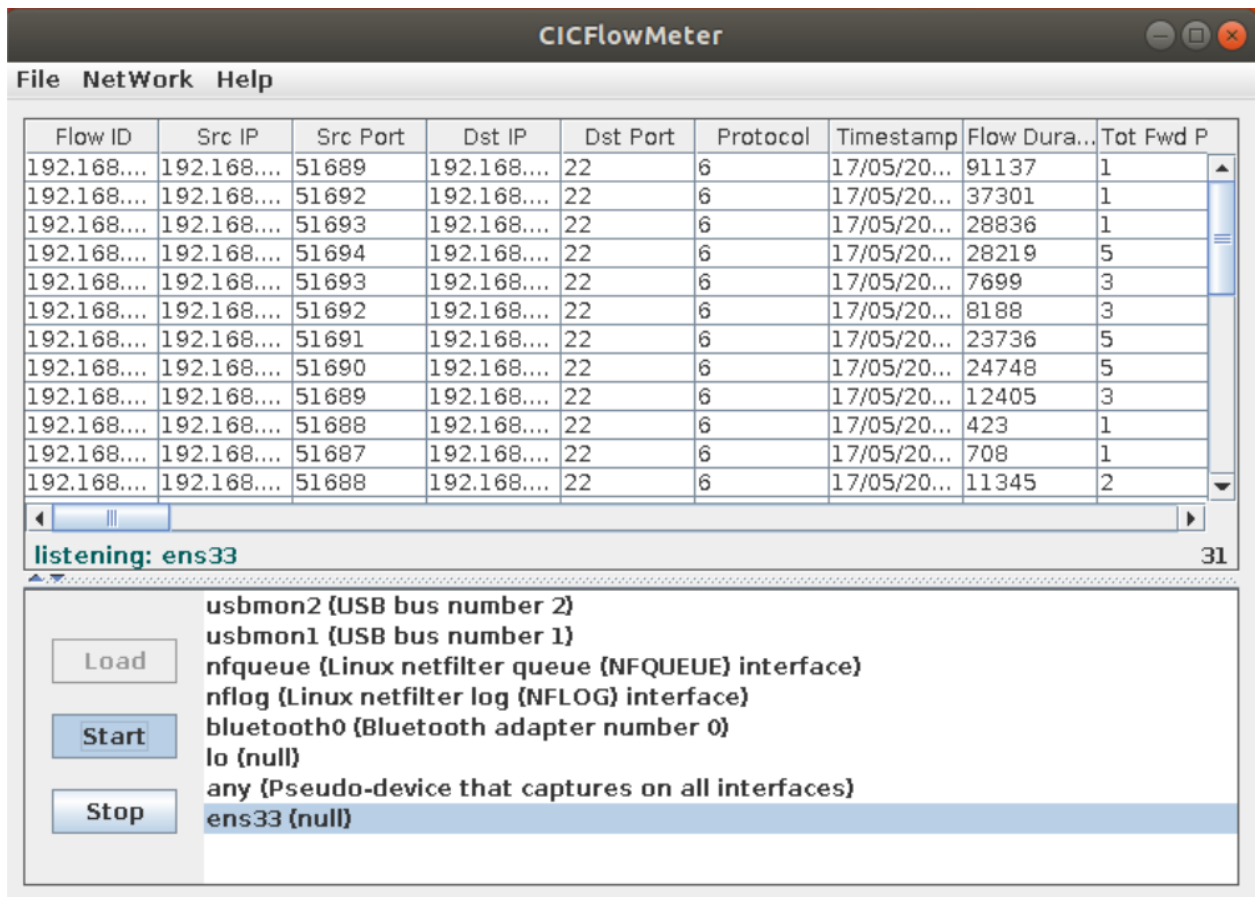 CICFlowMeter
File NetWork Help
Flow ID Src IP Src Port Dst IP Dst Port Protocol Timestamp Flow Dura... Tot Fwd P
192.168.... 192.168.... 51689 192.168.... 22 6 17/05/20... 91137 1
192.168.... 192.168.... 51692 192.168.... 22 6 17/05/20... 37301 1
192.168.... 192.168.... 51693 192.168.... 22 6 17/05/20... 28836 1
192.168.... 192.168.... 51694 192.168.... 22 6 17/05/20... 28219 5
192.168.... 192.168.... 51693 192.168.... 22 6 17/05/20... 7699 3
192.168.... 192.168.... 51692 192.168.... 22 6 17/05/20... 8188 3
192.168.... 192.168.... 51691 192.168.... 22 6 17/05/20... 23736 5
192.168.... 192.168.... 51690 192.168.... 22 6 17/05/20... 24748 5
192.168.... 192.168.... 51689 192.168.... 22 6 17/05/20... 12405 3
192.168.... 192.168.... 51688 192.168.... 22 6 17/05/20... 423 1
192.168.... 192.168.... 51687 192.168.... 22 6 17/05/20... 708 1
192.168.... 192.168.... 51688 192.168.... 22 6 17/05/20... 11345 2
listening: ens33 31
Load
Start
Stop
usbmon2 (USB bus number 2)
usbmon1 (USB bus number 1)
nfqueue (Linux netfilter queue (NFQUEUE) interface)
nflog (Linux netfilter log (NFLOG) interface)
bluetooth0 (Bluetooth adapter number 0)
lo (null)
any (Pseudo-device that captures on all interfaces)
ens33 (null)